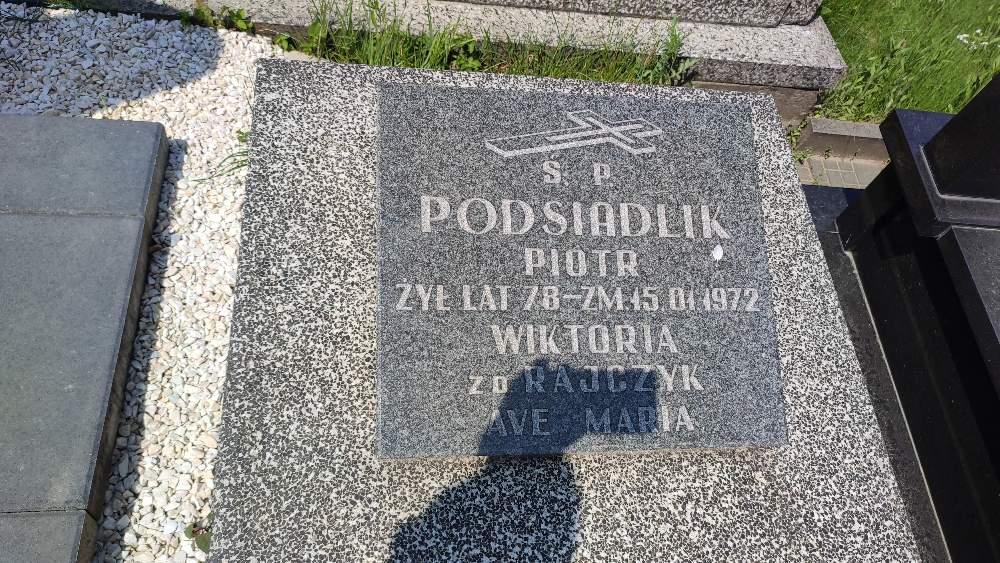 Ś. P.
PODSIADLIK
PIOTR
ŻYŁ LAT 78-ZM.15.01.1972
WIKTORIA
z D RAJCZYK
AVE MARIA